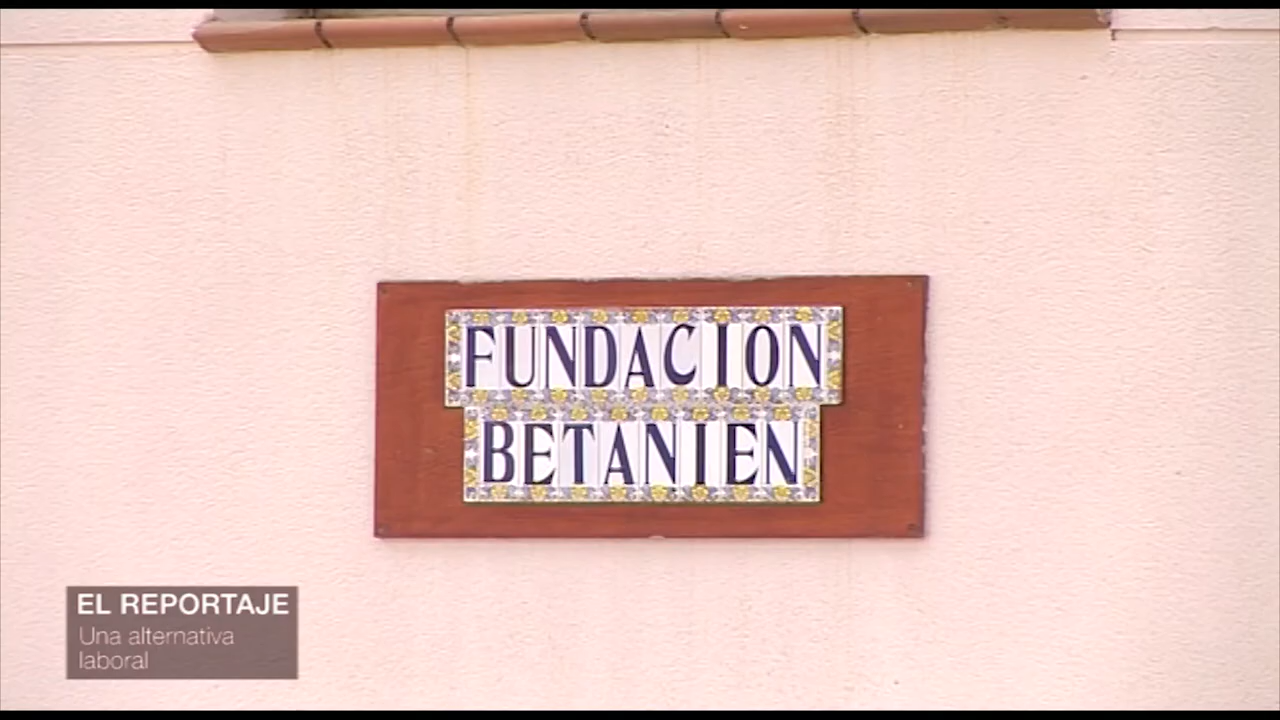 FUNDACION
BETANIEN
EL REPORTAJE
Una alternativa
laboral